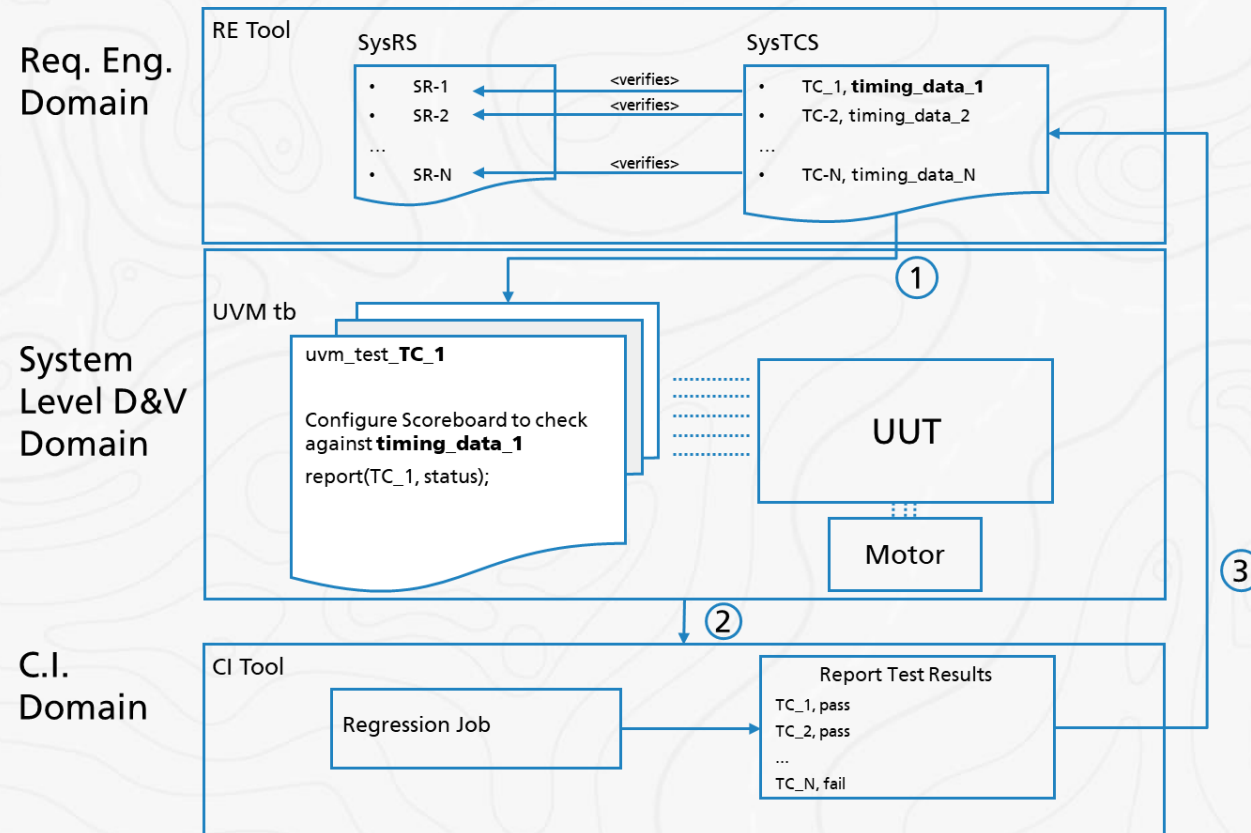 Req. Eng.
Domain
RE Tool
SysRS
• SR-1
• SR-2
...
• SR-N
<verifies>
<verifies>
<verifies>
SysTCS
• TC_1, timing_data_1
• TC-2, timing_data_2
...
• TC-N, timing_data_N
1
System
Level D&V
Domain
UVM tb
uvm_test_TC_1
Configure Scoreboard to check
against timing_data_1
report(TC_1, status);
UUT
Motor
3
2
C.I.
Domain
CI Tool
Regression Job
Report Test Results
TC_1, pass
TC_2, pass
...
TC_N, fail